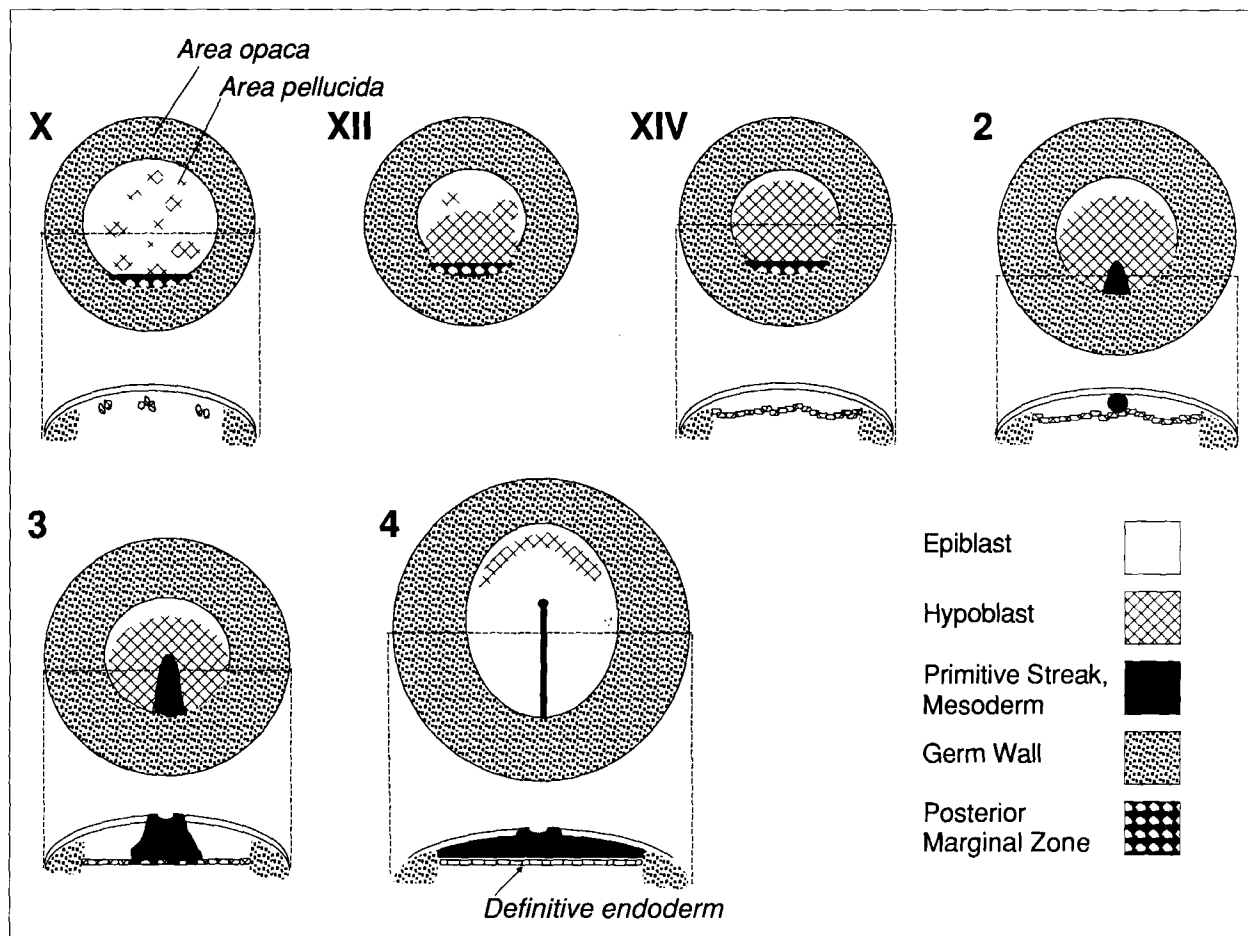 Area opaca
Area pellucida
X
XII
XIV
2
3
4
Epiblast
Hypoblast
Primitive Streak,
Mesoderm
Germ Wall
Posterior
Marginal Zone
Definitive endoderm